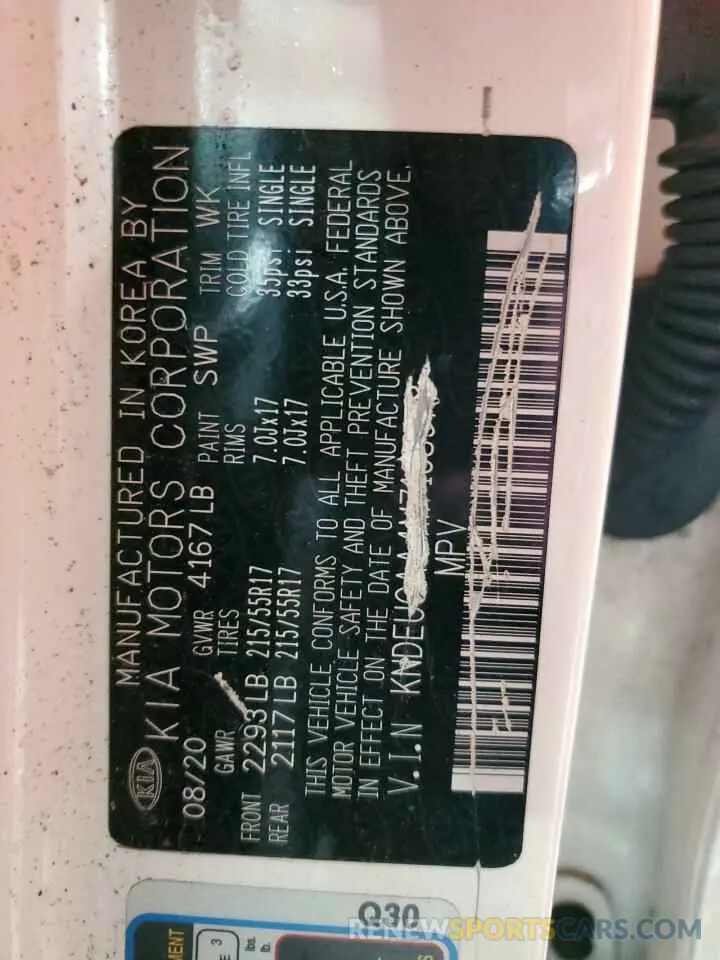 MANUFACTURED IN KOREA BY
KIA KIA MOTORS CORPORATION
08/20 GVWR 4167 LB PAINT SWP TRIM WK
GAWR TIRES RIMS COLD TIRE INFL
FRONT 2293 LB 215/55R17 7.0Jx17 35psi SINGLE
REAR 2117 LB 215/55R17 7.0Jx17 33psi SINGLE
THIS VEHICLE CONFORMS TO ALL APPLICABLE U.S.A. FEDERAL
MOTOR VEHICLE SAFETY AND THEFT PREVENTION STANDARDS
IN EFFECT ON THE DATE OF MANUFACTURE SHOWN ABOVE.
V.I.N
MPV
Q30
RENEWSPORTSCARS.COM